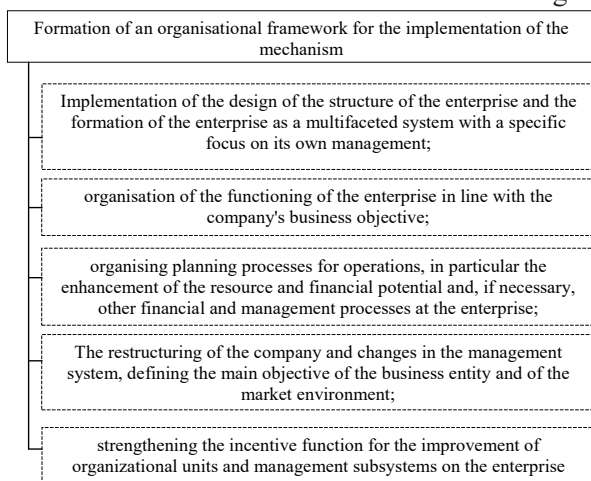 Formation of an organisational framework for the implementation of the
mechanism
Implementation of the design of the structure of the enterprise and the
formation of the enterprise as a multifaceted system with a specific
focus on its own management;
organisation of the functioning of the enterprise in line with the
company's business objective;
organising planning processes for operations, in particular the
enhancement of the resource and financial potential and, if necessary,
other financial and management processes at the enterprise;
The restructuring of the company and changes in the management
system, defining the main objective of the business entity and of the
market environment;
strengthening the incentive function for the improvement of
organizational units and management subsystems on the enterprise